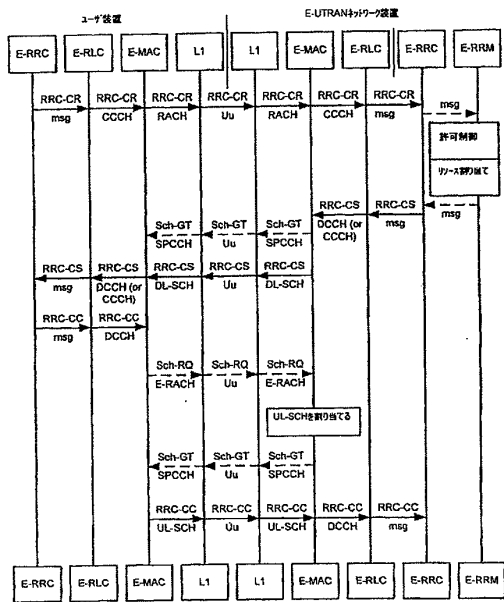 ユーザ装置 E-UTRANネットワーク装置
E-RRC E-RLC E-MAC L1 L1 E-MAC E-RLC E-RRC E-RRM
RRC-CR RRC-CR RRC-CR RRC-CR RRC-CR RRC-CR RRC-CR msg
msg CCCH RACH Uu RACH CCCH msg
許可制御
リソース割り当て
RRC-CS RRC-CS msg
DCCH (or CCCH) msg
Sch-GT Sch-GT Sch-GT
SPCCH Uu SPCCH
RRC-CS RRC-CS RRC-CS RRC-CS RRC-CS
msg DCCH (or CCCH) DL-SCH Uu DL-SCH
RRC-CC RRC-CC
msg DCCH
Sch-RQ Sch-RQ Sch-RQ
E-RACH Uu E-RACH
UL-SCHを割り当てる
Sch-GT Sch-GT Sch-GT
SPCCH Uu SPCCH
RRC-CC RRC-CC RRC-CC RRC-CC RRC-CC
UL-SCH Uu UL-SCH DCCH msg
E-RRC E-RLC E-MAC L1 L1 E-MAC E-RLC E-RRC E-RRM